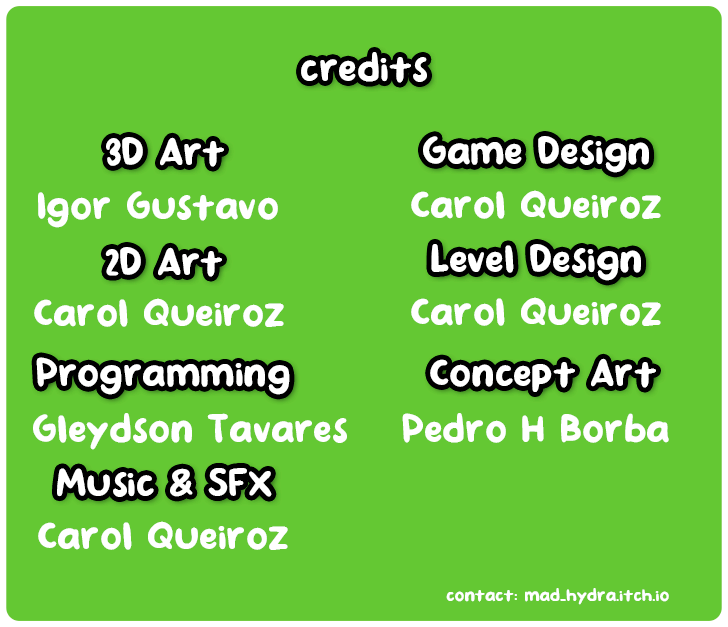 credits
3D Art
Igor Gustavo
2D Art
Carol Queiroz
Programming
Gleydson Tavares
Music & SFX
Carol Queiroz
Game Design
Carol Queiroz
Level Design
Carol Queiroz
Concept Art
Pedro H Borba
contact: mad_hydra.itch.io